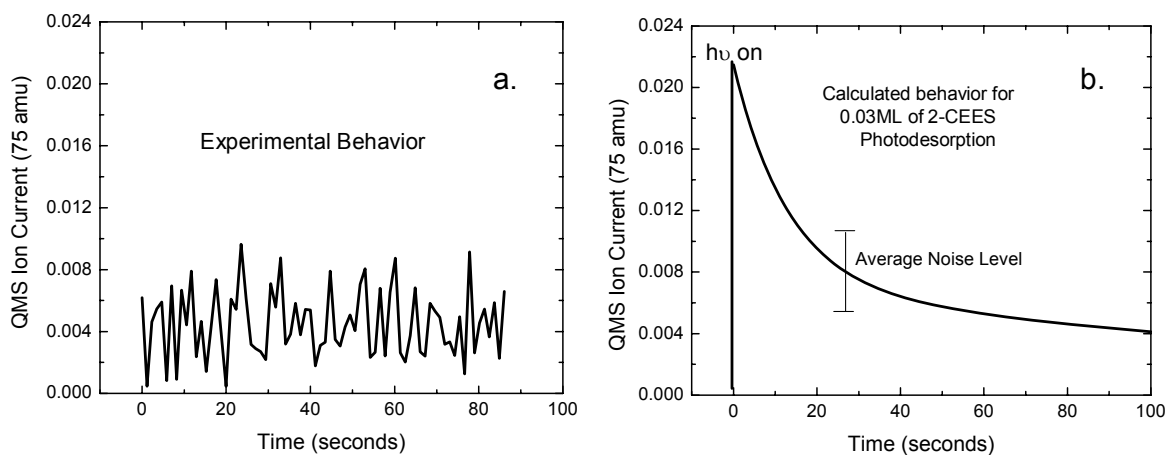 0.024
0.020
0.016
0.012
0.008
0.004
0.000
QMS Ion Current (75 amu)
a.
Experimental Behavior
0 20 40 60 80 100
Time (seconds)
0.024
0.020
0.016
0.012
0.008
0.004
0.000
QMS Ion Current (75 amu)
hυ on
b.
Calculated behavior for
0.03ML of 2-CEES
Photodesorption
Average Noise Level
0 20 40 60 80 100
Time (seconds)